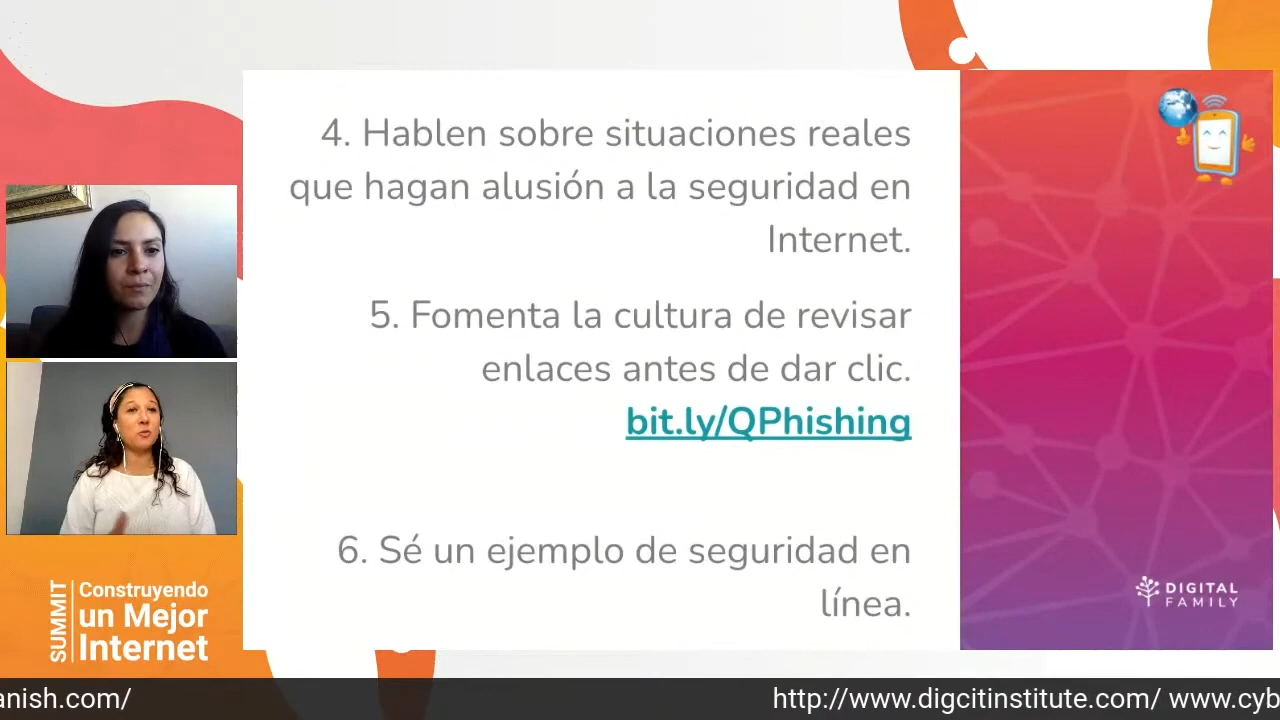 4. Hablen sobre situaciones reales
que hagan alusión a la seguridad en
Internet.
5. Fomenta la cultura de revisar
enlaces antes de dar clic.
bit.ly/QPhishing
6. Sé un ejemplo de seguridad en
línea.
DIGITAL
FAMILY
SUMMIT
Construyendo
un Mejor
Internet
anish.com/
http://www.digcitinstitute.com/ www.cyb